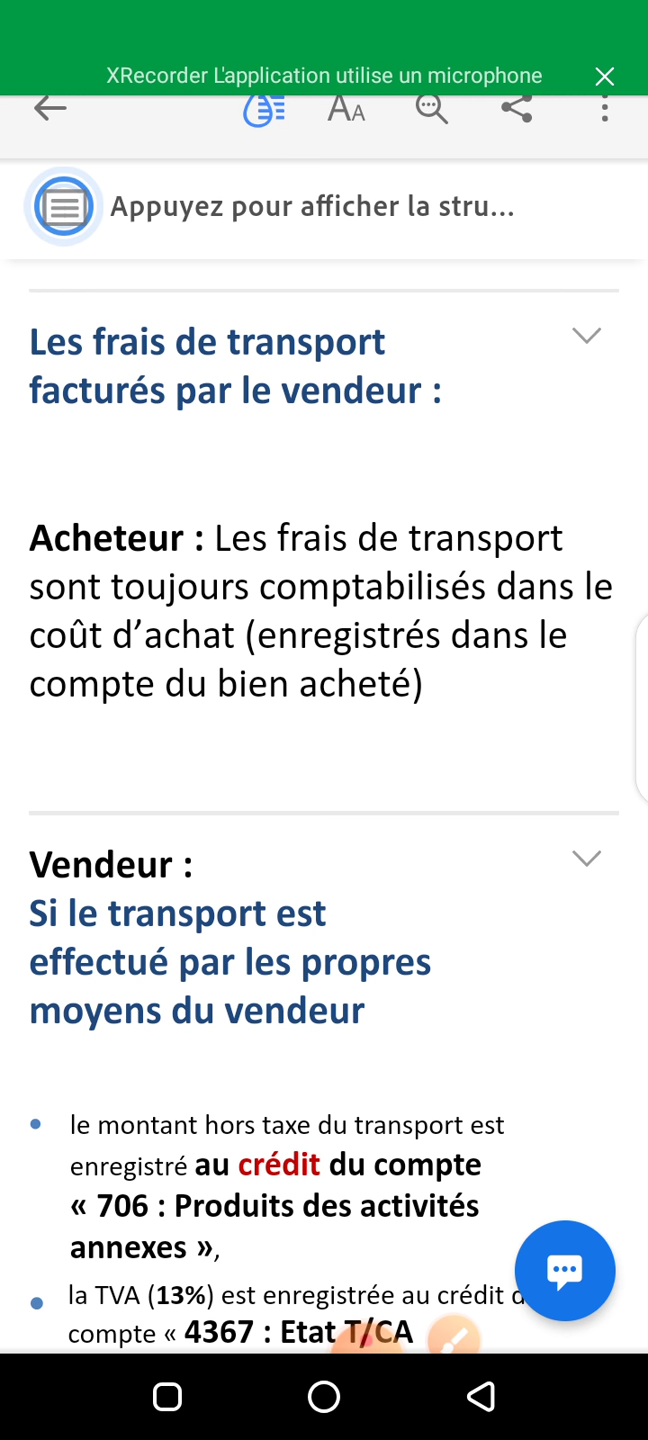 XRecorder L'application utilise un microphone
AA
Appuyez pour afficher la stru...
Les frais de transport
facturés par le vendeur :
Acheteur : Les frais de transport
sont toujours comptabilisés dans le
coût d’achat (enregistrés dans le
compte du bien acheté)
Vendeur :
Si le transport est
effectué par les propres
moyens du vendeur
• le montant hors taxe du transport est
enregistré au crédit du compte
« 706 : Produits des activités
annexes »,
• la TVA (13%) est enregistrée au crédit
compte « 4367 : Etat T/CA